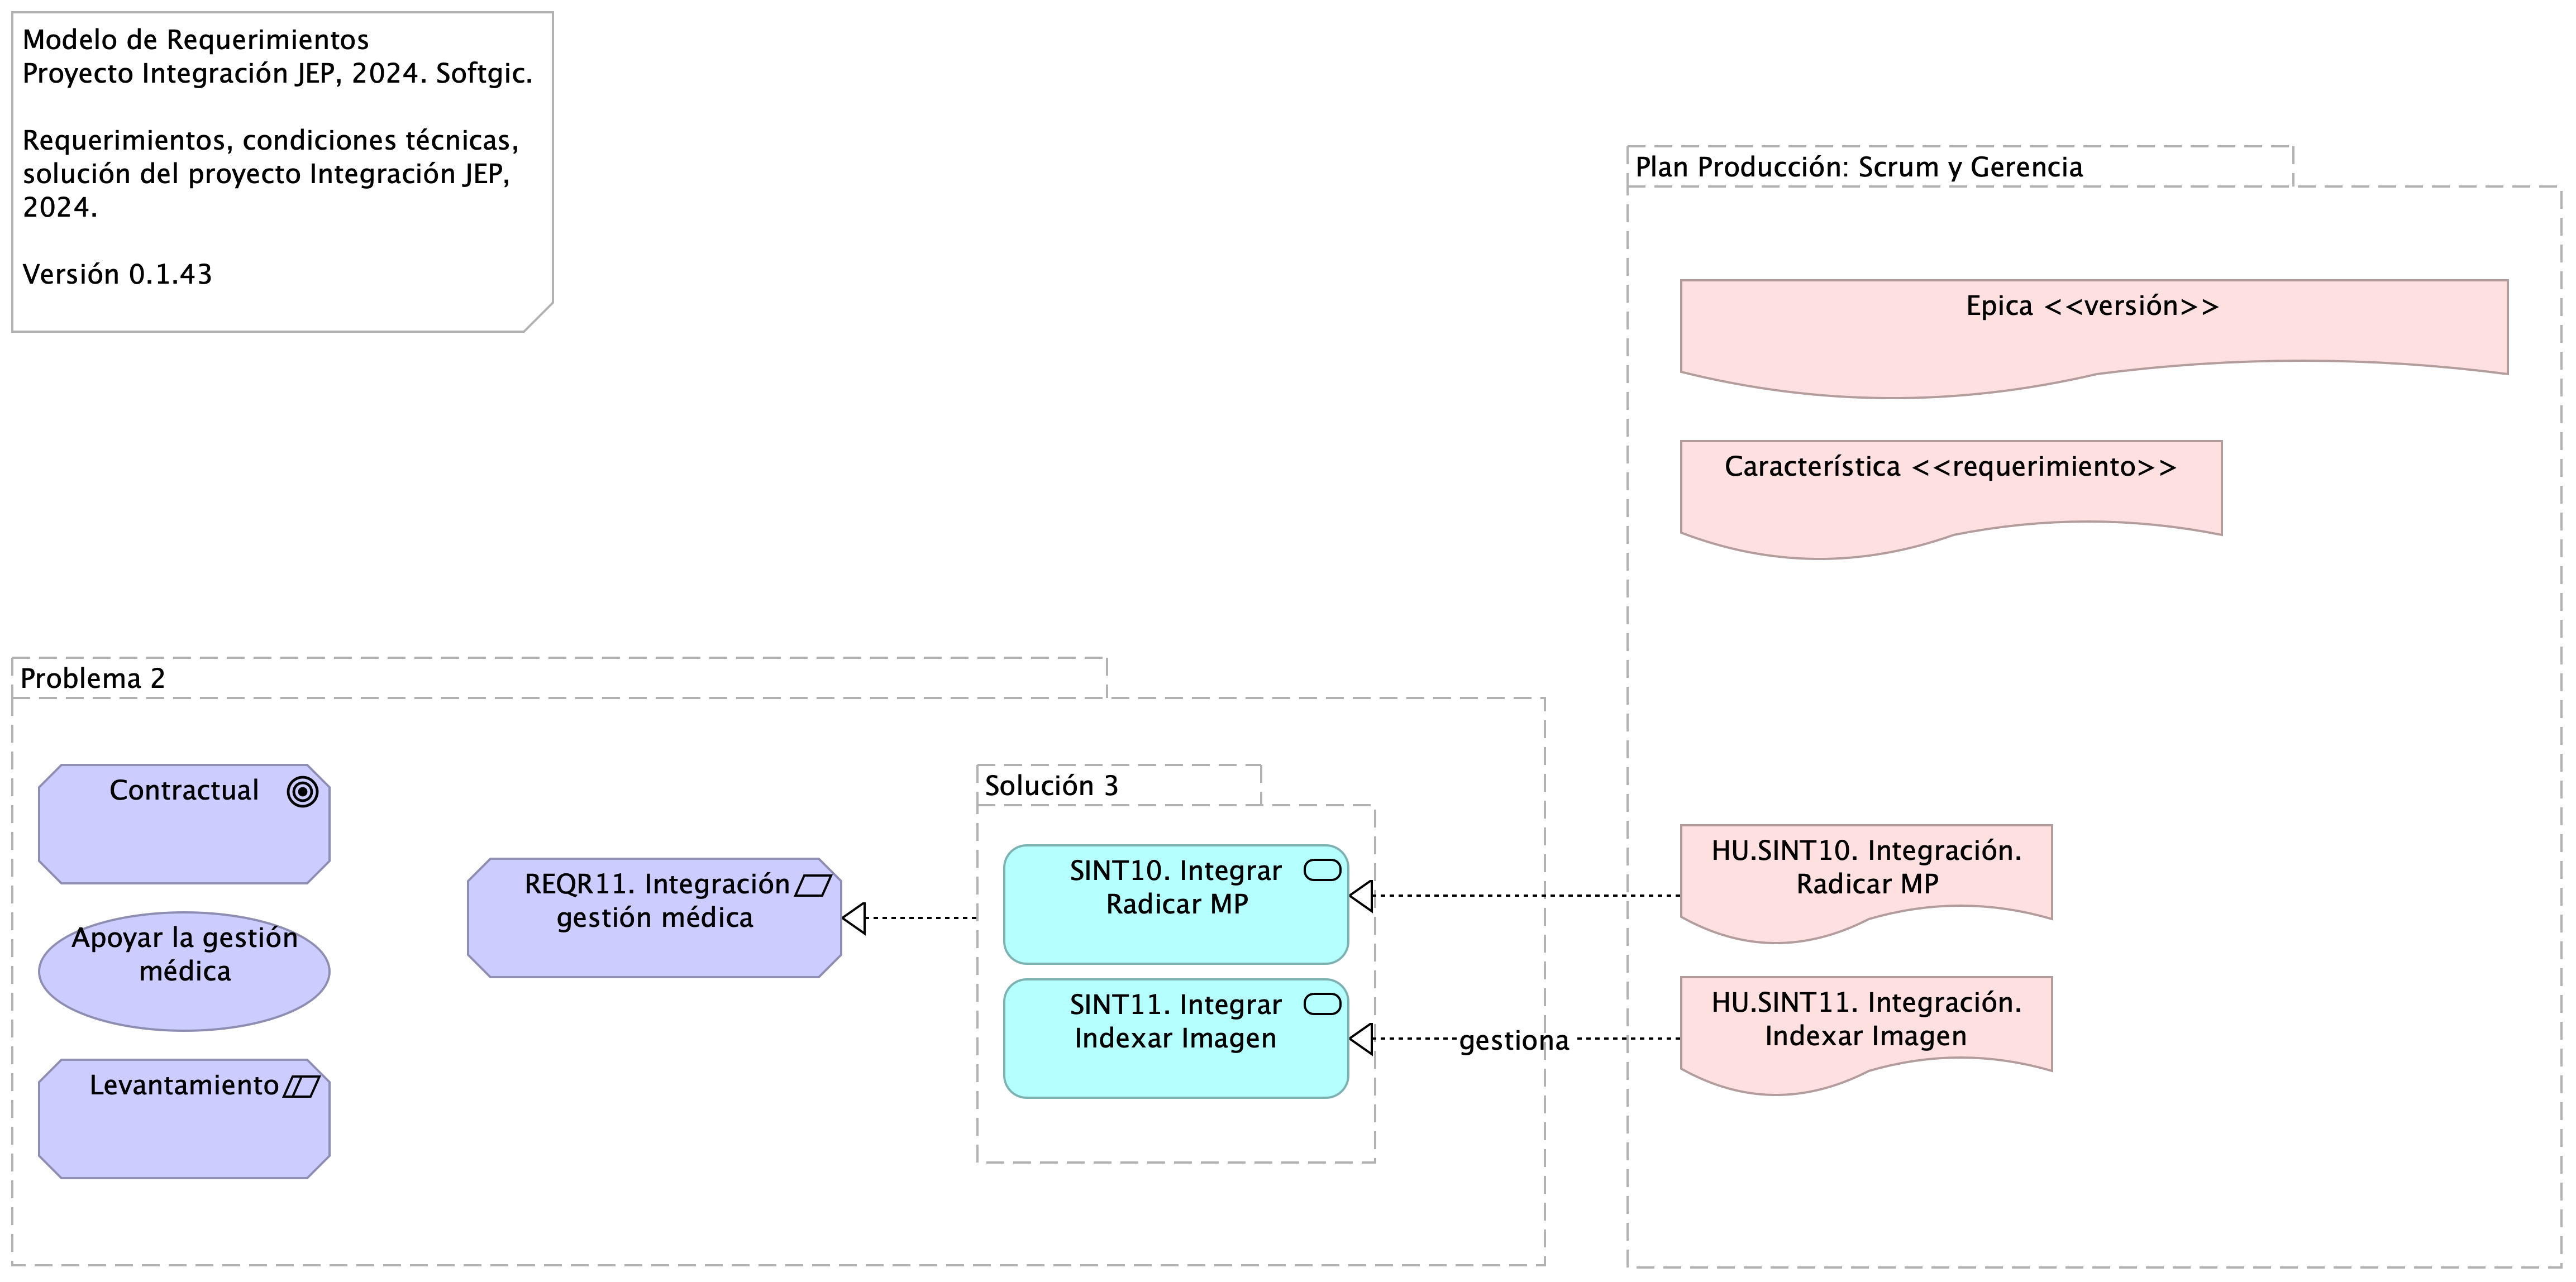 Modelo de Requerimientos
Proyecto Integración JEP, 2024. Softgic.
Requerimientos, condiciones técnicas,
solución del proyecto Integración JEP,
2024.
Versión 0.1.43
Plan Producción: Scrum y Gerencia
Epica <<versión>>
Característica <<requerimiento>>
Problema 2
Contractual
Apoyar la gestión
médica
Levantamiento
REQR11. Integración
gestión médica
Solución 3
SINT10. Integrar
Radicar MP
SINT11. Integrar
Indexar Imagen
gestiona
HU.SINT10. Integración.
Radicar MP
HU.SINT11. Integración.
Indexar Imagen